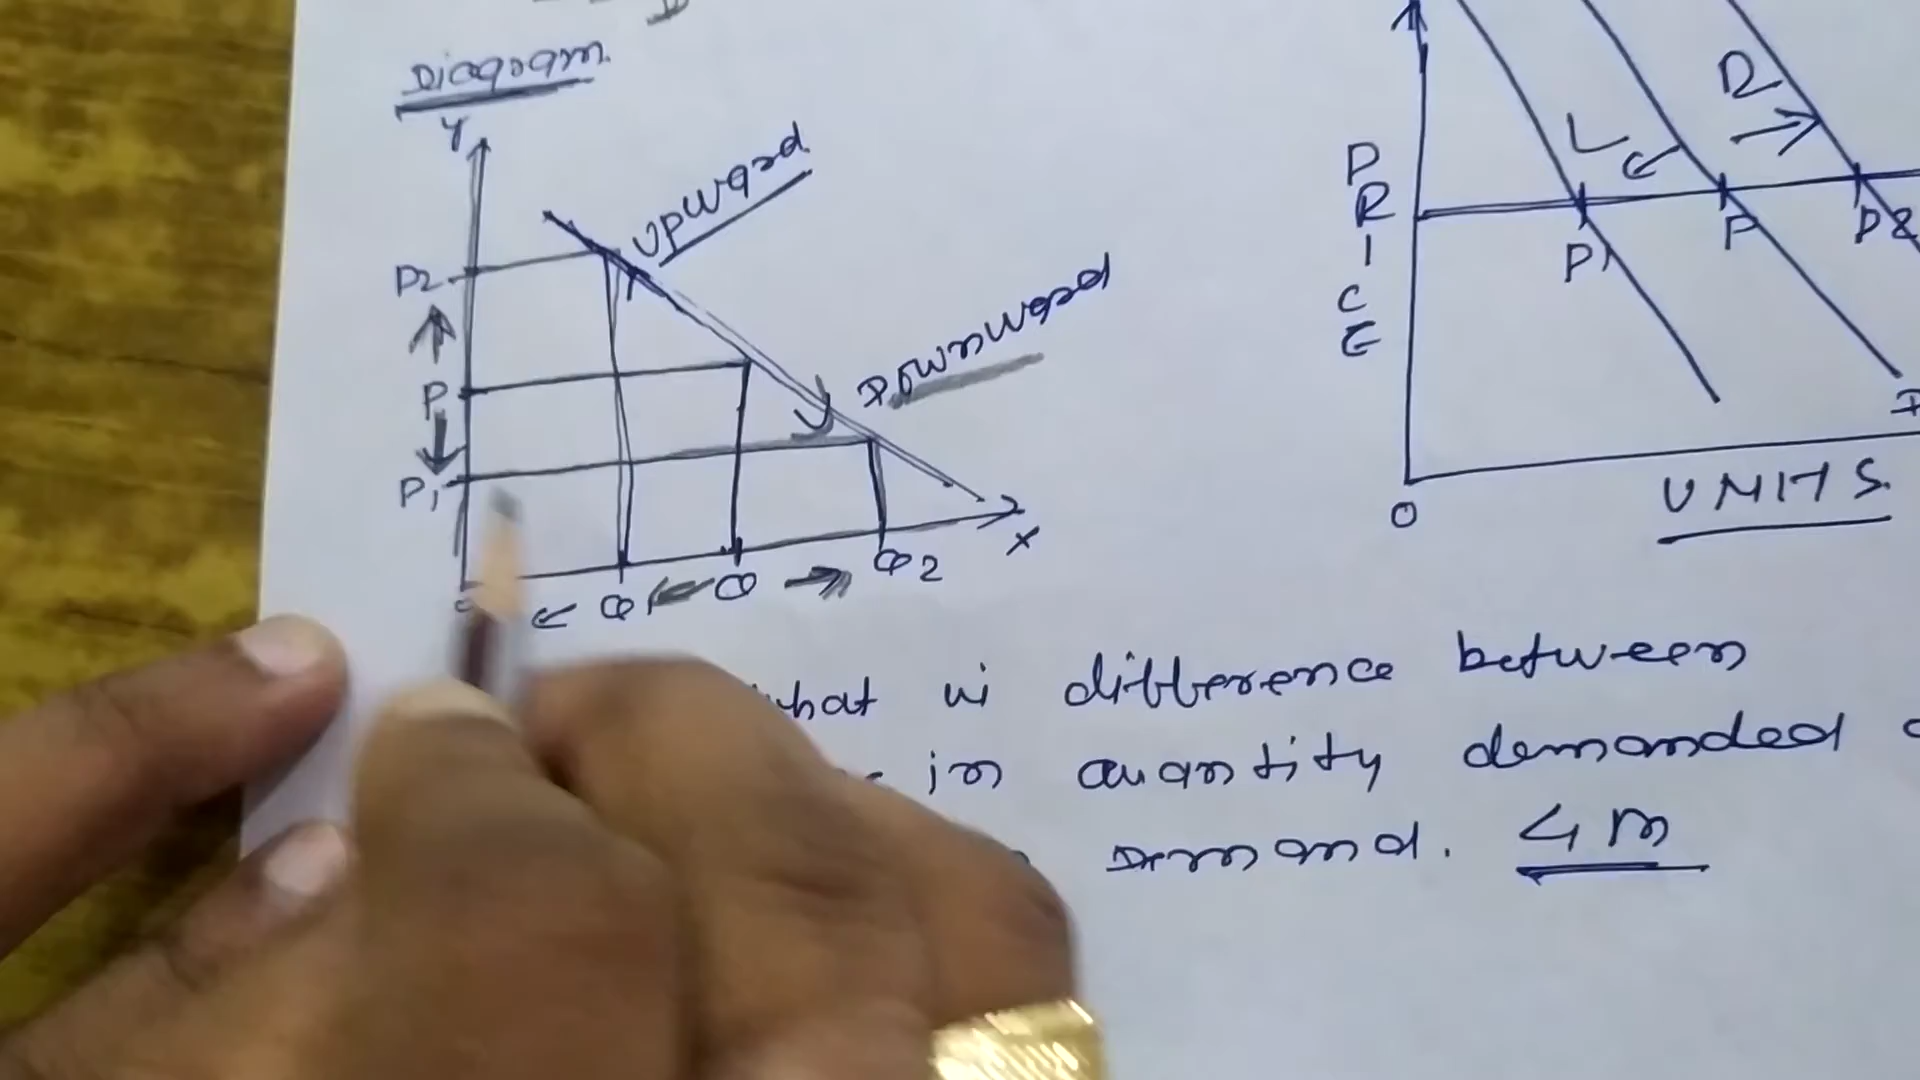 Diagram
Y
UPward
P2
Downward
P
P1
X
Q1 Q Q2
P
R
I
C
E
L
R
P1 P P2
O
UNITS
what is difference between
in quantity demanded
Demand. 4m